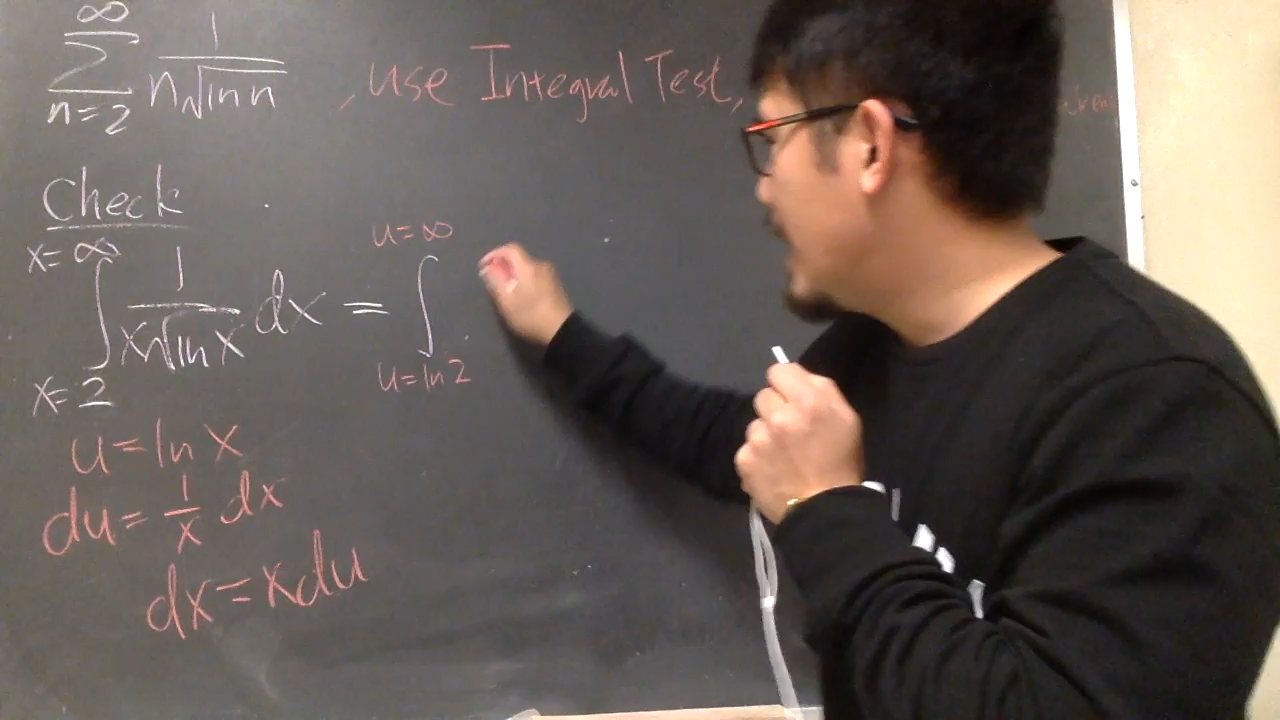 ∞
Σ 1/(n√ln n) , use Integral Test,
n=2
Check
x=∞ u=∞
∫ 1/(x√ln x) dx = ∫
x=2 u=ln2
u=ln x
du = 1/x dx
dx = x du